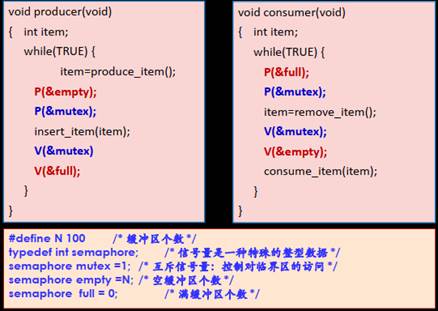 void producer(void)
{ int item;
while(TRUE) {
item=produce_item();
P(&empty);
P(&mutex);
insert_item(item);
V(&mutex)
V(&full);
}
}
void consumer(void)
{ int item;
while(TRUE) {
P(&full);
P(&mutex);
item=remove_item();
V(&mutex);
V(&empty);
consume_item(item);
}
}
#define N 100 /* 缓冲区个数 */
typedef int semaphore; /* 信号量是一种特殊的整型数据 */
semaphore mutex =1; /* 互斥信号量：控制对临界区的访问 */
semaphore empty =N; /* 空缓冲区个数 */
semaphore full = 0; /* 满缓冲区个数 */